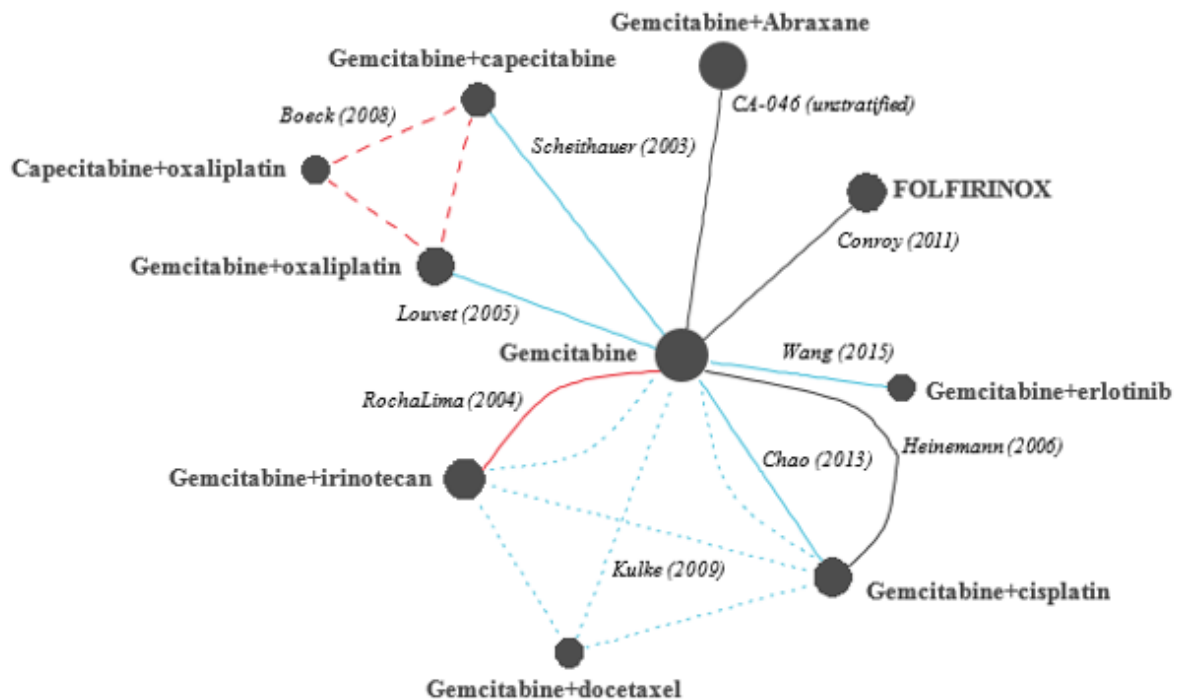 Gemcitabine+Abraxane
Gemcitabine+capecitabine
CA-046 (unstratified)
Boeck (2008)
Scheithauer (2003)
Capecitabine+oxaliplatin
FOLFIRINOX
Conroy (2011)
Gemcitabine+oxaliplatin
Louvet (2005)
Gemcitabine
Wang (2015)
Gemcitabine+erlotinib
RochaLima (2004)
Heinemann (2006)
Chao (2013)
Gemcitabine+irinotecan
Kulke (2009)
Gemcitabine+cisplatin
Gemcitabine+docetaxel